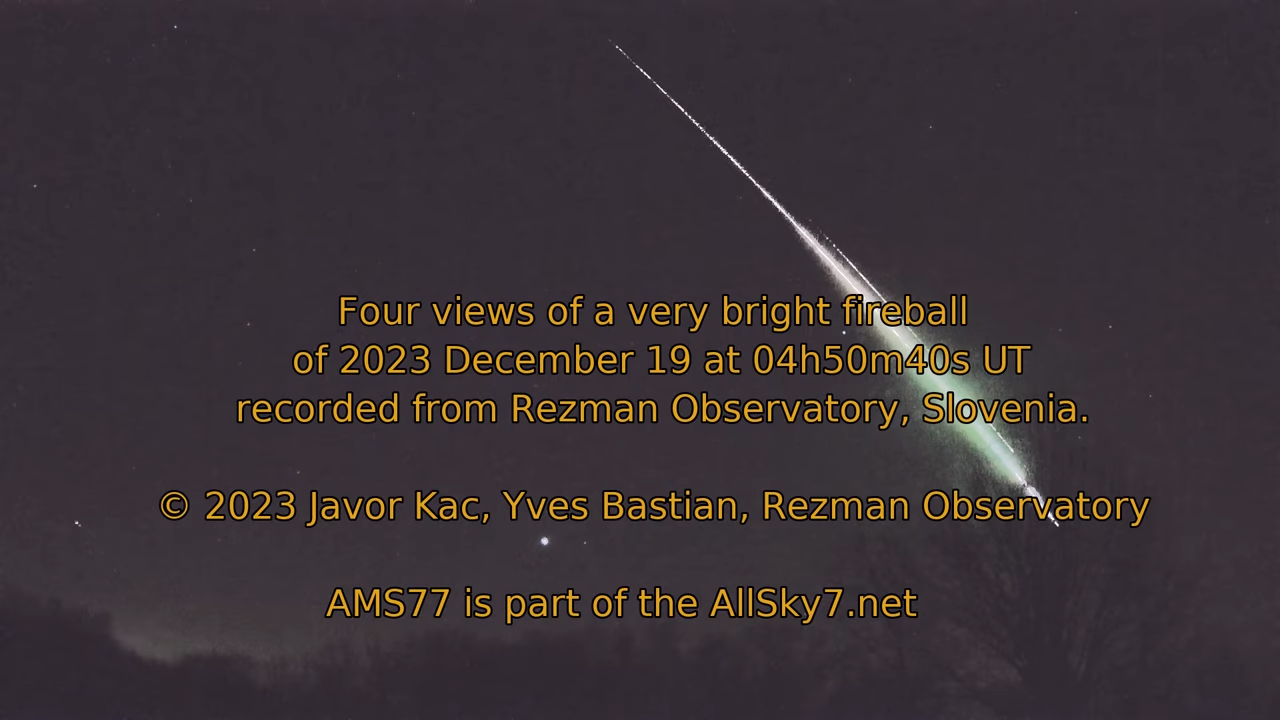 Four views of a very bright fireball
of 2023 December 19 at 04h50m40s UT
recorded from Rezman Observatory, Slovenia.
© 2023 Javor Kac, Yves Bastian, Rezman Observatory
AMS77 is part of the AllSky7.net